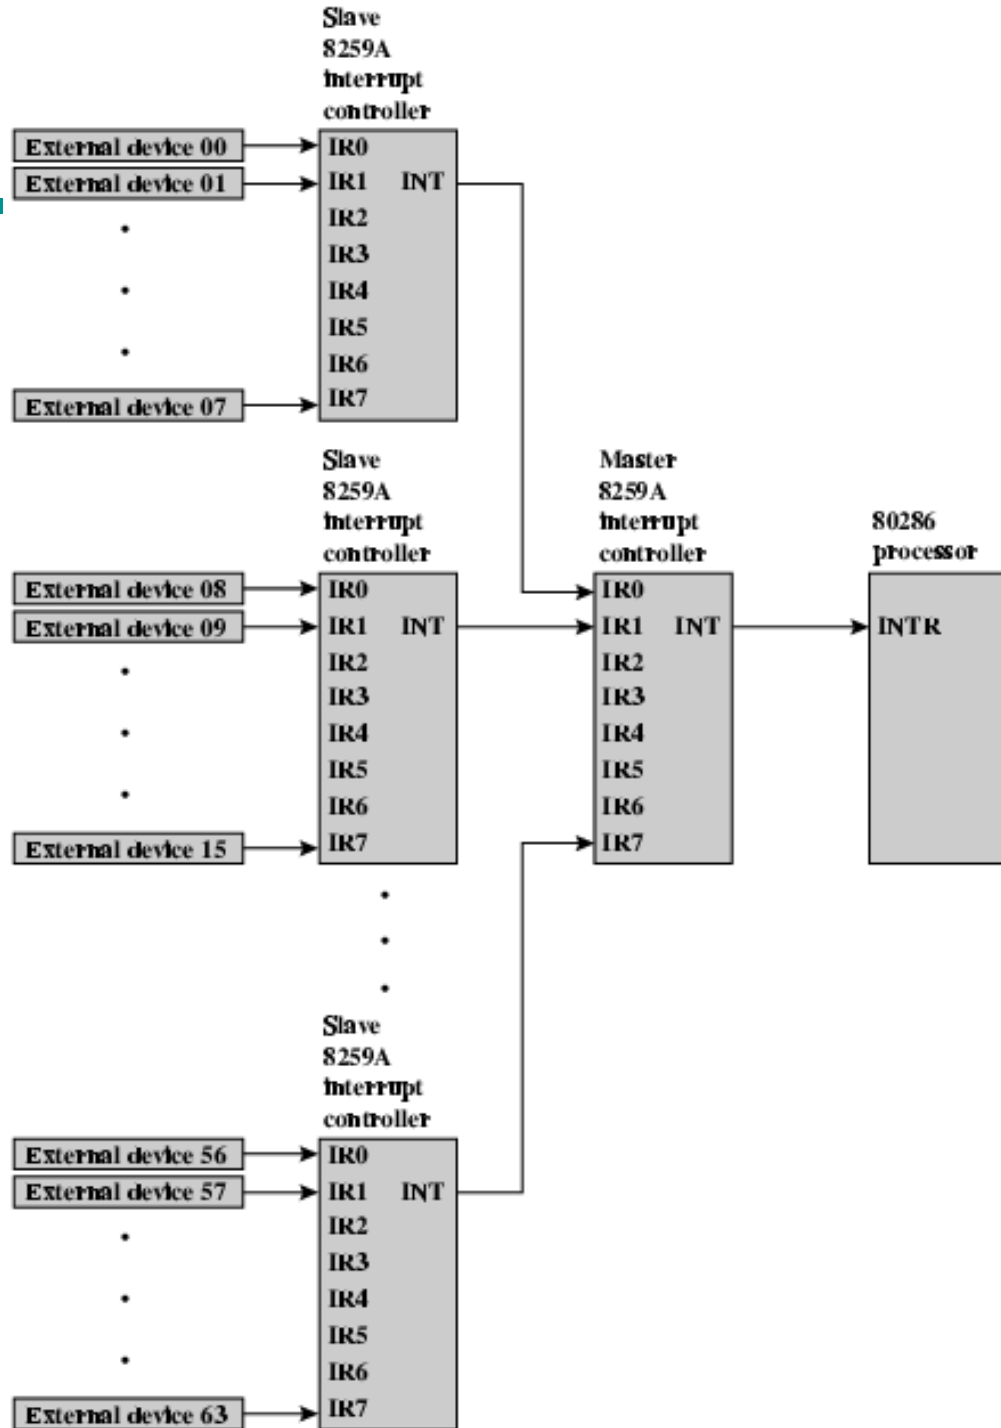 Slave
8259A
interrupt
controller
External device 00
IR0
External device 01
IR1 INT
IR2
IR3
IR4
IR5
IR6
External device 07
IR7
Slave
8259A
interrupt
controller
Master
8259A
interrupt
controller
80286
processor
External device 08
IR0
IR0
External device 09
IR1 INT
IR1 INT
INTR
IR2
IR2
IR3
IR3
IR4
IR4
IR5
IR5
IR6
IR6
External device 15
IR7
IR7
Slave
8259A
interrupt
controller
External device 56
IR0
External device 57
IR1 INT
IR2
IR3
IR4
IR5
IR6
External device 63
IR7